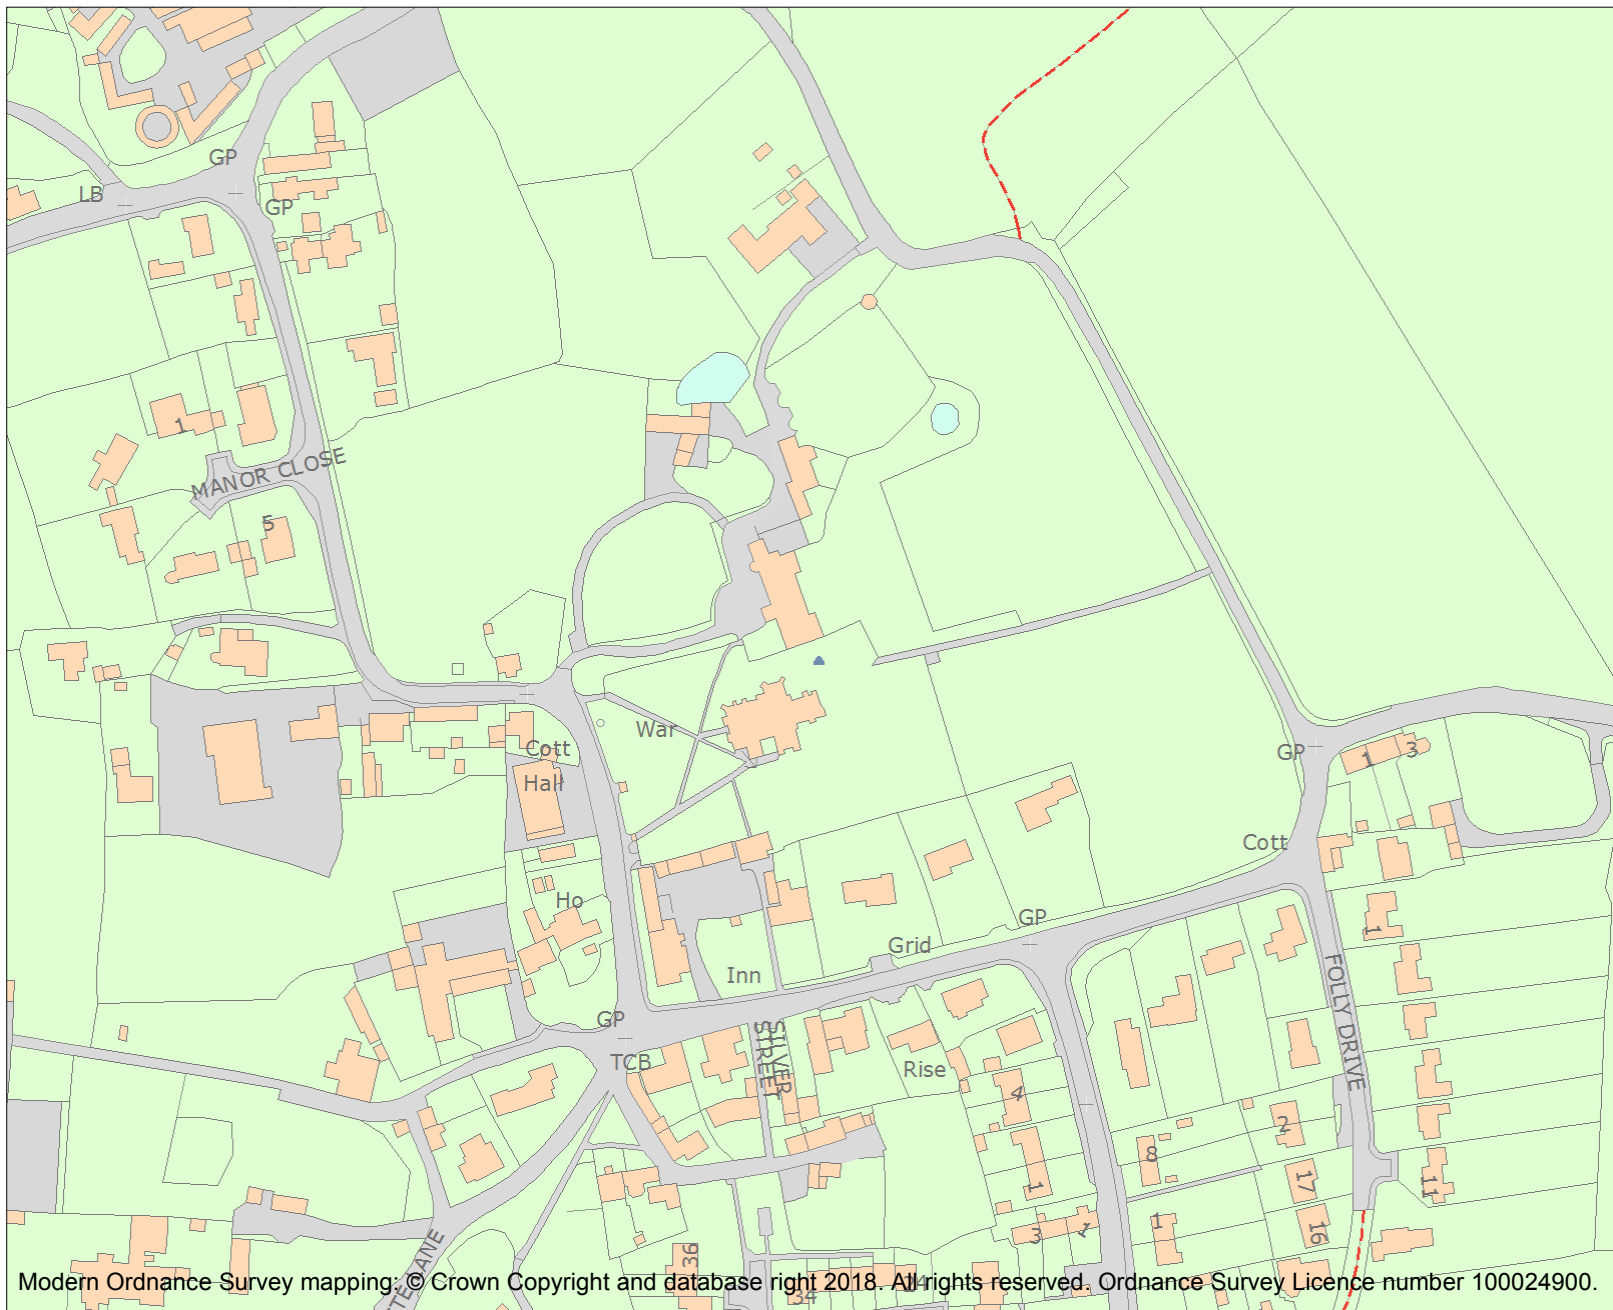 GP
LB
GP
1
MANOR CLOSE
5
War
Cott
Hall
GP
1
3
Cott
Ho
GP
1
Grid
Inn
FOLLY DRIVE
GP
SILVER
STREET
TCB
Rise
4
2
8
17
1
11
1
3
1
16
36
34
Modern Ordnance Survey mapping: © Crown Copyright and database right 2018. All rights reserved. Ordnance Survey Licence number 100024900.